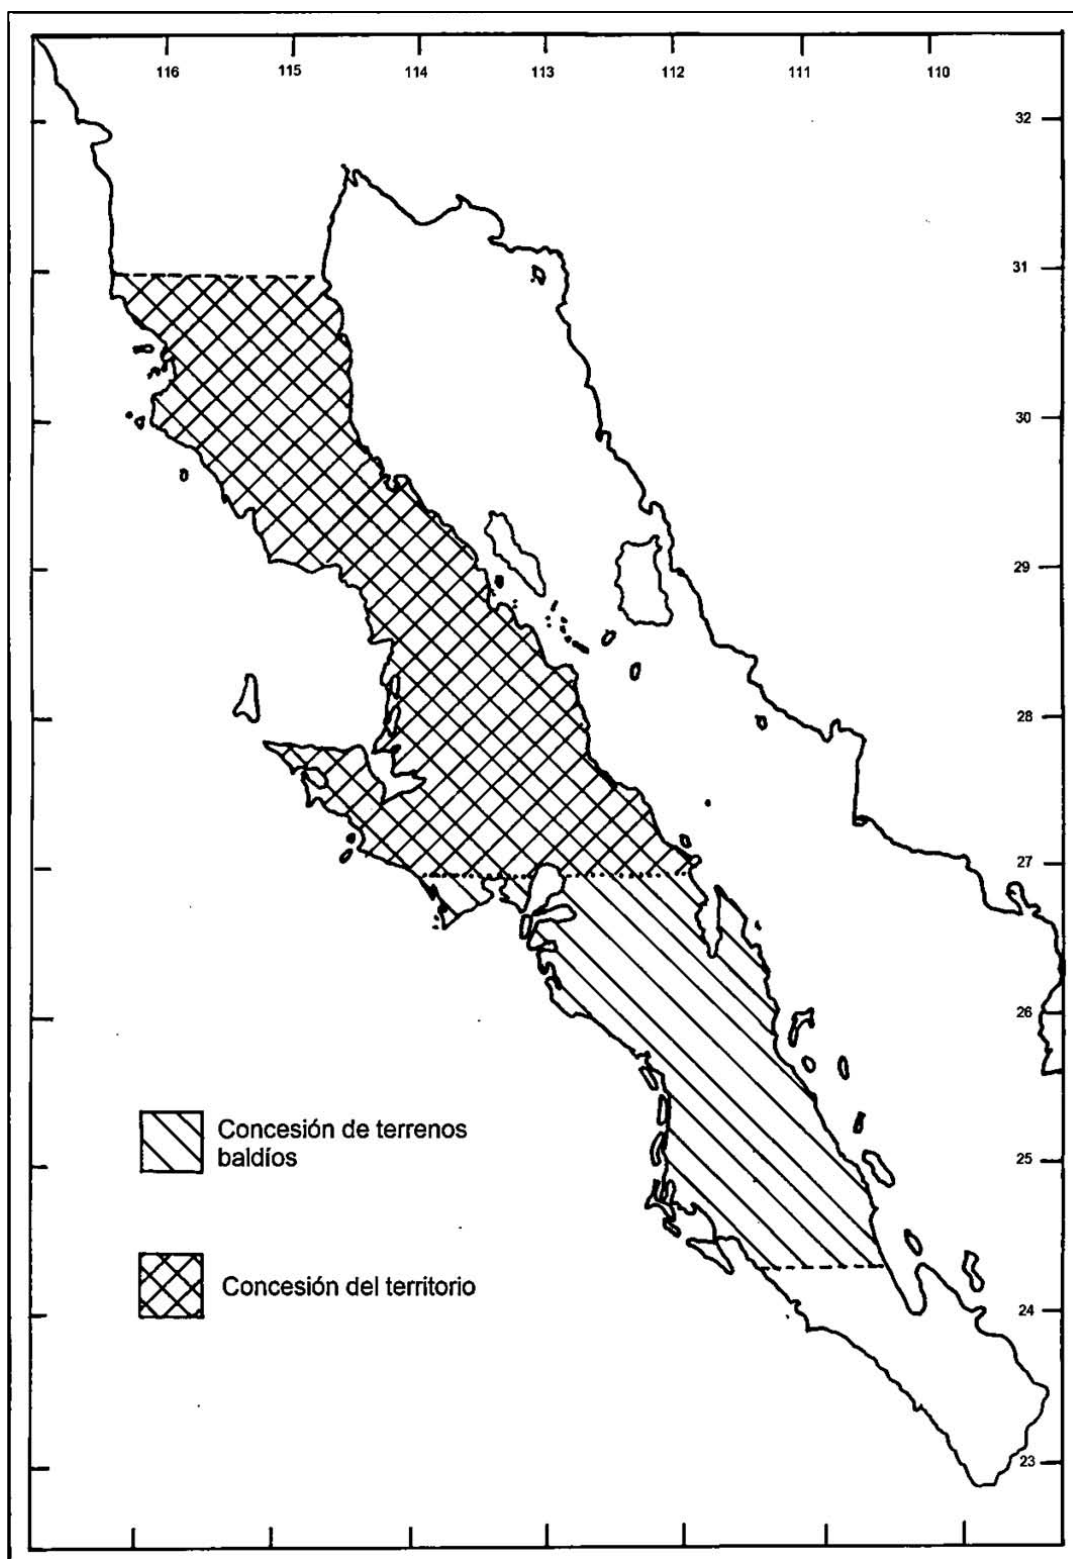 116 115 114 113 112 111 110
32
31
30
29
28
27
26
Concesión de terrenos
baldíos
25
Concesión del territorio
24
23